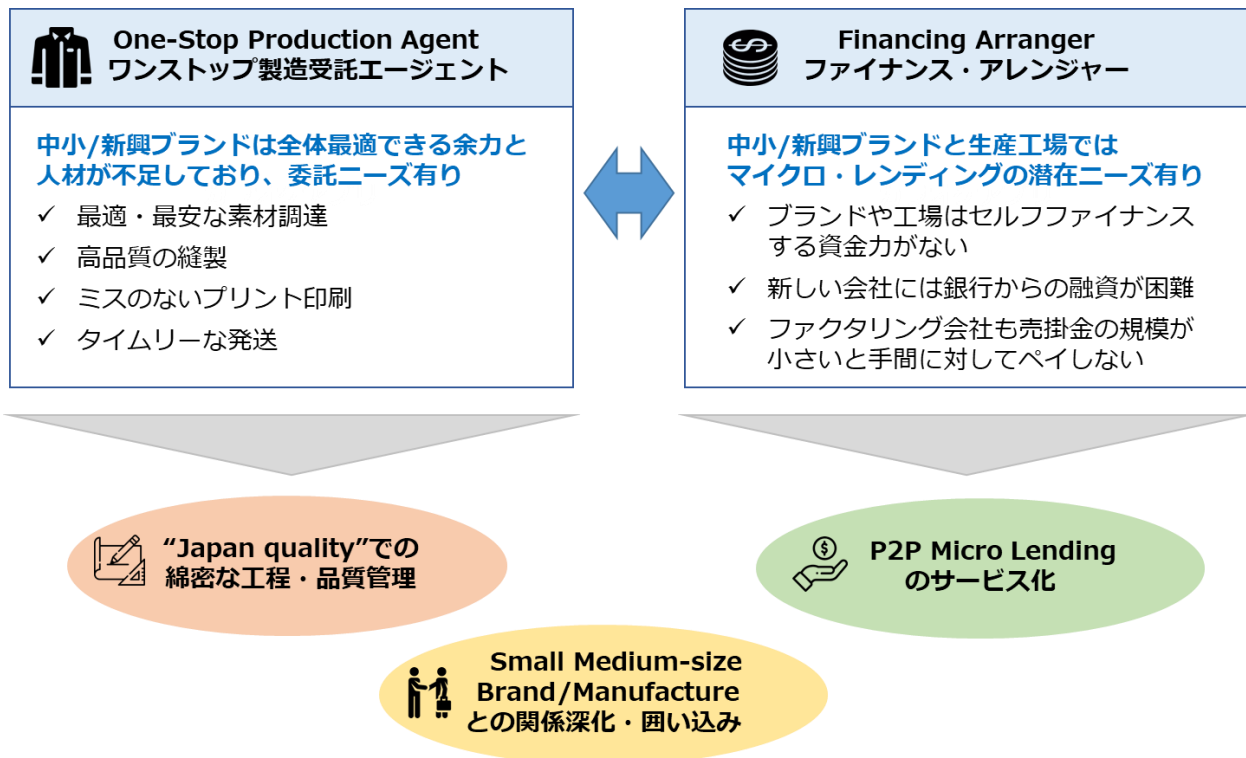 One-Stop Production Agent
ワンストップ製造受託エージェント
中小/新興ブランドは全体最適できる余力と
人材が不足しており、委託ニーズ有り
✓ 最適・最安な素材調達
✓ 高品質の縫製
✓ ミスのないプリント印刷
✓ タイムリーな発送
Financing Arranger
ファイナンス・アレンジャー
中小/新興ブランドと生産工場では
マイクロ・レンディングの潜在ニーズ有り
✓ ブランドや工場はセルフファイナンス
する資金力がない
✓ 新しい会社には銀行からの融資が困難
✓ ファクタリング会社も売掛金の規模が
小さいと手間に対してペイしない
“Japan quality”での
綿密な工程・品質管理
P2P Micro Lending
のサービス化
Small Medium-size
Brand/Manufacture
との関係深化・囲い込み